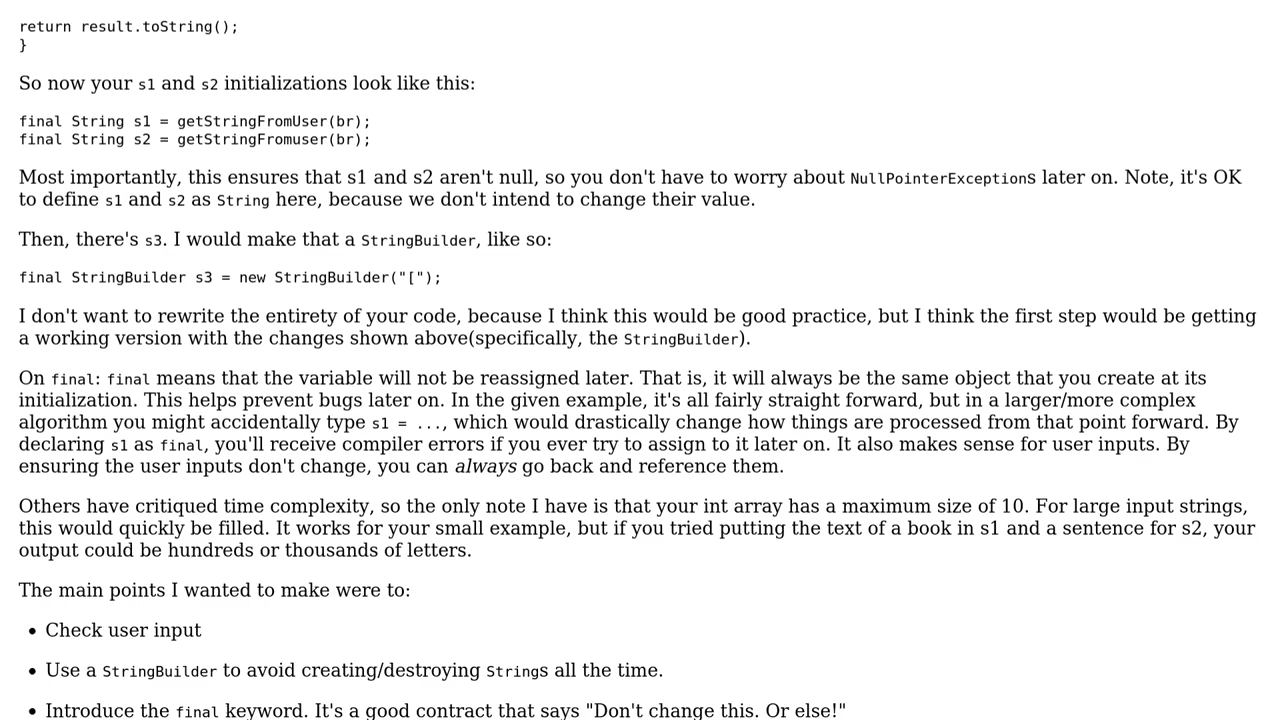 return result.toString();
}
So now your s1 and s2 initializations look like this:
final String s1 = getStringFromUser(br);
final String s2 = getStringFromuser(br);
Most importantly, this ensures that s1 and s2 aren't null, so you don't have to worry about NullPointerExceptions later on. Note, it's OK
to define s1 and s2 as String here, because we don't intend to change their value.
Then, there's s3. I would make that a StringBuilder, like so:
final StringBuilder s3 = new StringBuilder("[");
I don't want to rewrite the entirety of your code, because I think this would be good practice, but I think the first step would be getting
a working version with the changes shown above(specifically, the StringBuilder).
On final: final means that the variable will not be reassigned later. That is, it will always be the same object that you create at its
initialization. This helps prevent bugs later on. In the given example, it's all fairly straight forward, but in a larger/more complex
algorithm you might accidentally type s1 = ..., which would drastically change how things are processed from that point forward. By
declaring s1 as final, you'll receive compiler errors if you ever try to assign to it later on. It also makes sense for user inputs. By
ensuring the user inputs don't change, you can always go back and reference them.
Others have critiqued time complexity, so the only note I have is that your int array has a maximum size of 10. For large input strings,
this would quickly be filled. It works for your small example, but if you tried putting the text of a book in s1 and a sentence for s2, your
output could be hundreds or thousands of letters.
The main points I wanted to make were to:
• Check user input
• Use a StringBuilder to avoid creating/destroying Strings all the time.
• Introduce the final keyword. It's a good contract that says "Don't change this. Or else!"